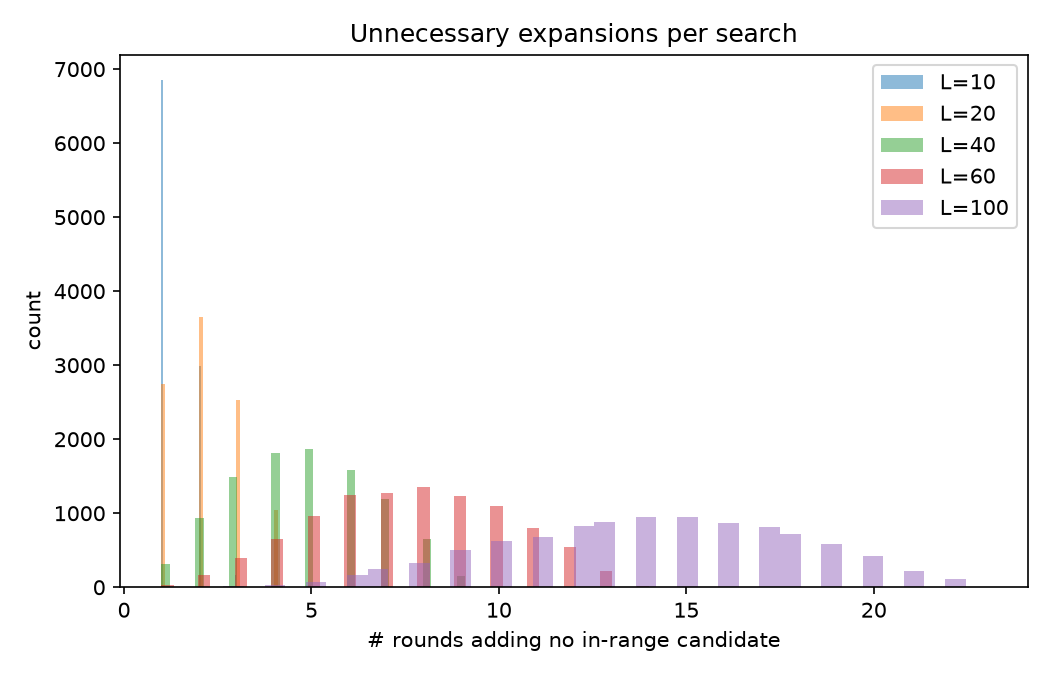 Unnecessary expansions per search
7000
6000
5000
4000
3000
2000
1000
0
count
0 5 10 15 20
# rounds adding no in-range candidate
L=10
L=20
L=40
L=60
L=100